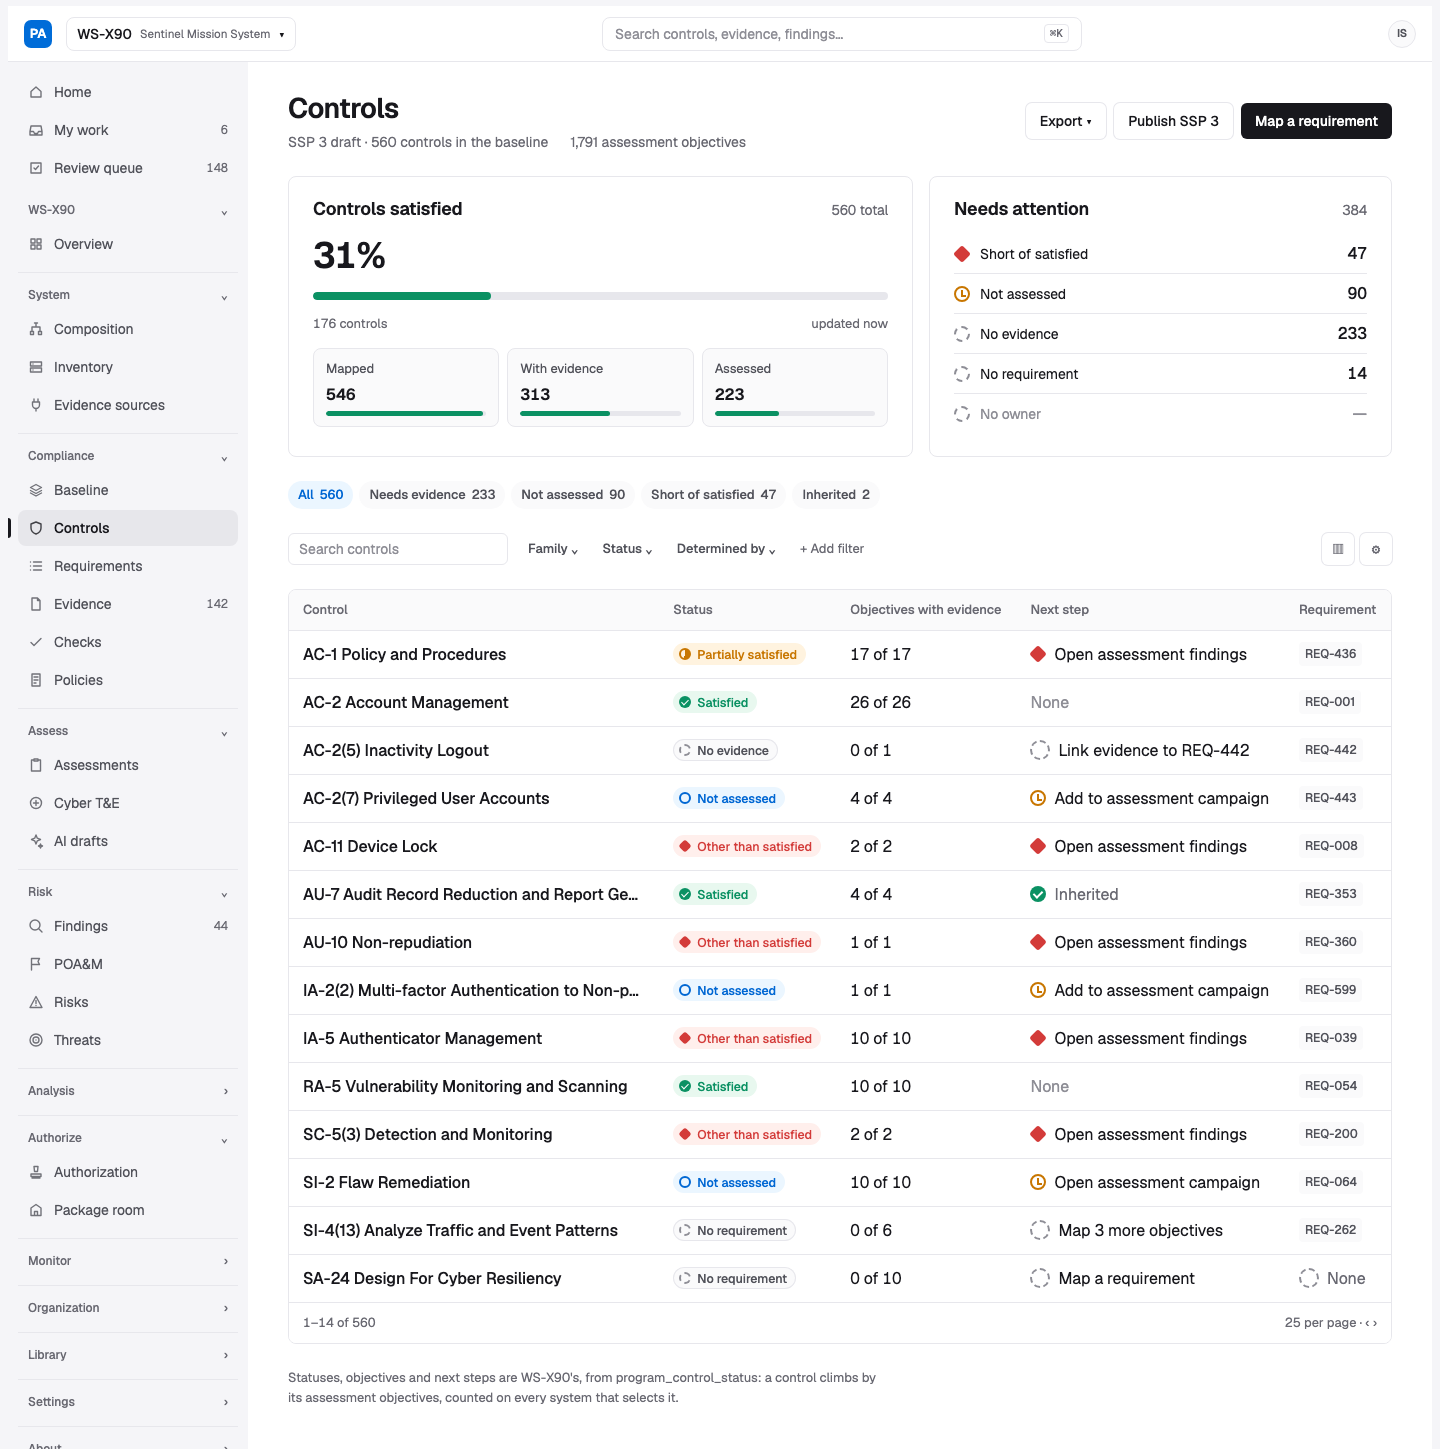 PA WS-X90 Sentinel Mission System ▾
Search controls, evidence, findings… ⌘K
IS
Home
My work 6
Review queue 148
WS-X90
Overview
System
Composition
Inventory
Evidence sources
Compliance
Baseline
Controls
Requirements
Evidence 142
Checks
Policies
Assess
Assessments
Cyber T&E
AI drafts
Risk
Findings 44
POA&M
Risks
Threats
Analysis ›
Authorize
Authorization
Package room
Monitor ›
Organization ›
Library ›
Settings ›
About ›
Controls
SSP 3 draft · 560 controls in the baseline 1,791 assessment objectives
Export ▾ Publish SSP 3 Map a requirement
Controls satisfied 560 total
31%
176 controls updated now
Mapped
546
With evidence
313
Assessed
223
Needs attention 384
Short of satisfied 47
Not assessed 90
No evidence 233
No requirement 14
No owner —
All 560 Needs evidence 233 Not assessed 90 Short of satisfied 47 Inherited 2
Search controls Family Status Determined by + Add filter
Control Status Objectives with evidence Next step Requirement
AC-1 Policy and Procedures Partially satisfied 17 of 17 Open assessment findings REQ-436
AC-2 Account Management Satisfied 26 of 26 None REQ-001
AC-2(5) Inactivity Logout No evidence 0 of 1 Link evidence to REQ-442 REQ-442
AC-2(7) Privileged User Accounts Not assessed 4 of 4 Add to assessment campaign REQ-443
AC-11 Device Lock Other than satisfied 2 of 2 Open assessment findings REQ-008
AU-7 Audit Record Reduction and Report Ge… Satisfied 4 of 4 Inherited REQ-353
AU-10 Non-repudiation Other than satisfied 1 of 1 Open assessment findings REQ-360
IA-2(2) Multi-factor Authentication to Non-p… Not assessed 1 of 1 Add to assessment campaign REQ-599
IA-5 Authenticator Management Other than satisfied 10 of 10 Open assessment findings REQ-039
RA-5 Vulnerability Monitoring and Scanning Satisfied 10 of 10 None REQ-054
SC-5(3) Detection and Monitoring Other than satisfied 2 of 2 Open assessment findings REQ-200
SI-2 Flaw Remediation Not assessed 10 of 10 Open assessment campaign REQ-064
SI-4(13) Analyze Traffic and Event Patterns No requirement 0 of 6 Map 3 more objectives REQ-262
SA-24 Design For Cyber Resiliency No requirement 0 of 10 Map a requirement None
1–14 of 560 25 per page · ‹ ›
Statuses, objectives and next steps are WS-X90's, from program_control_status: a control climbs by
its assessment objectives, counted on every system that selects it.